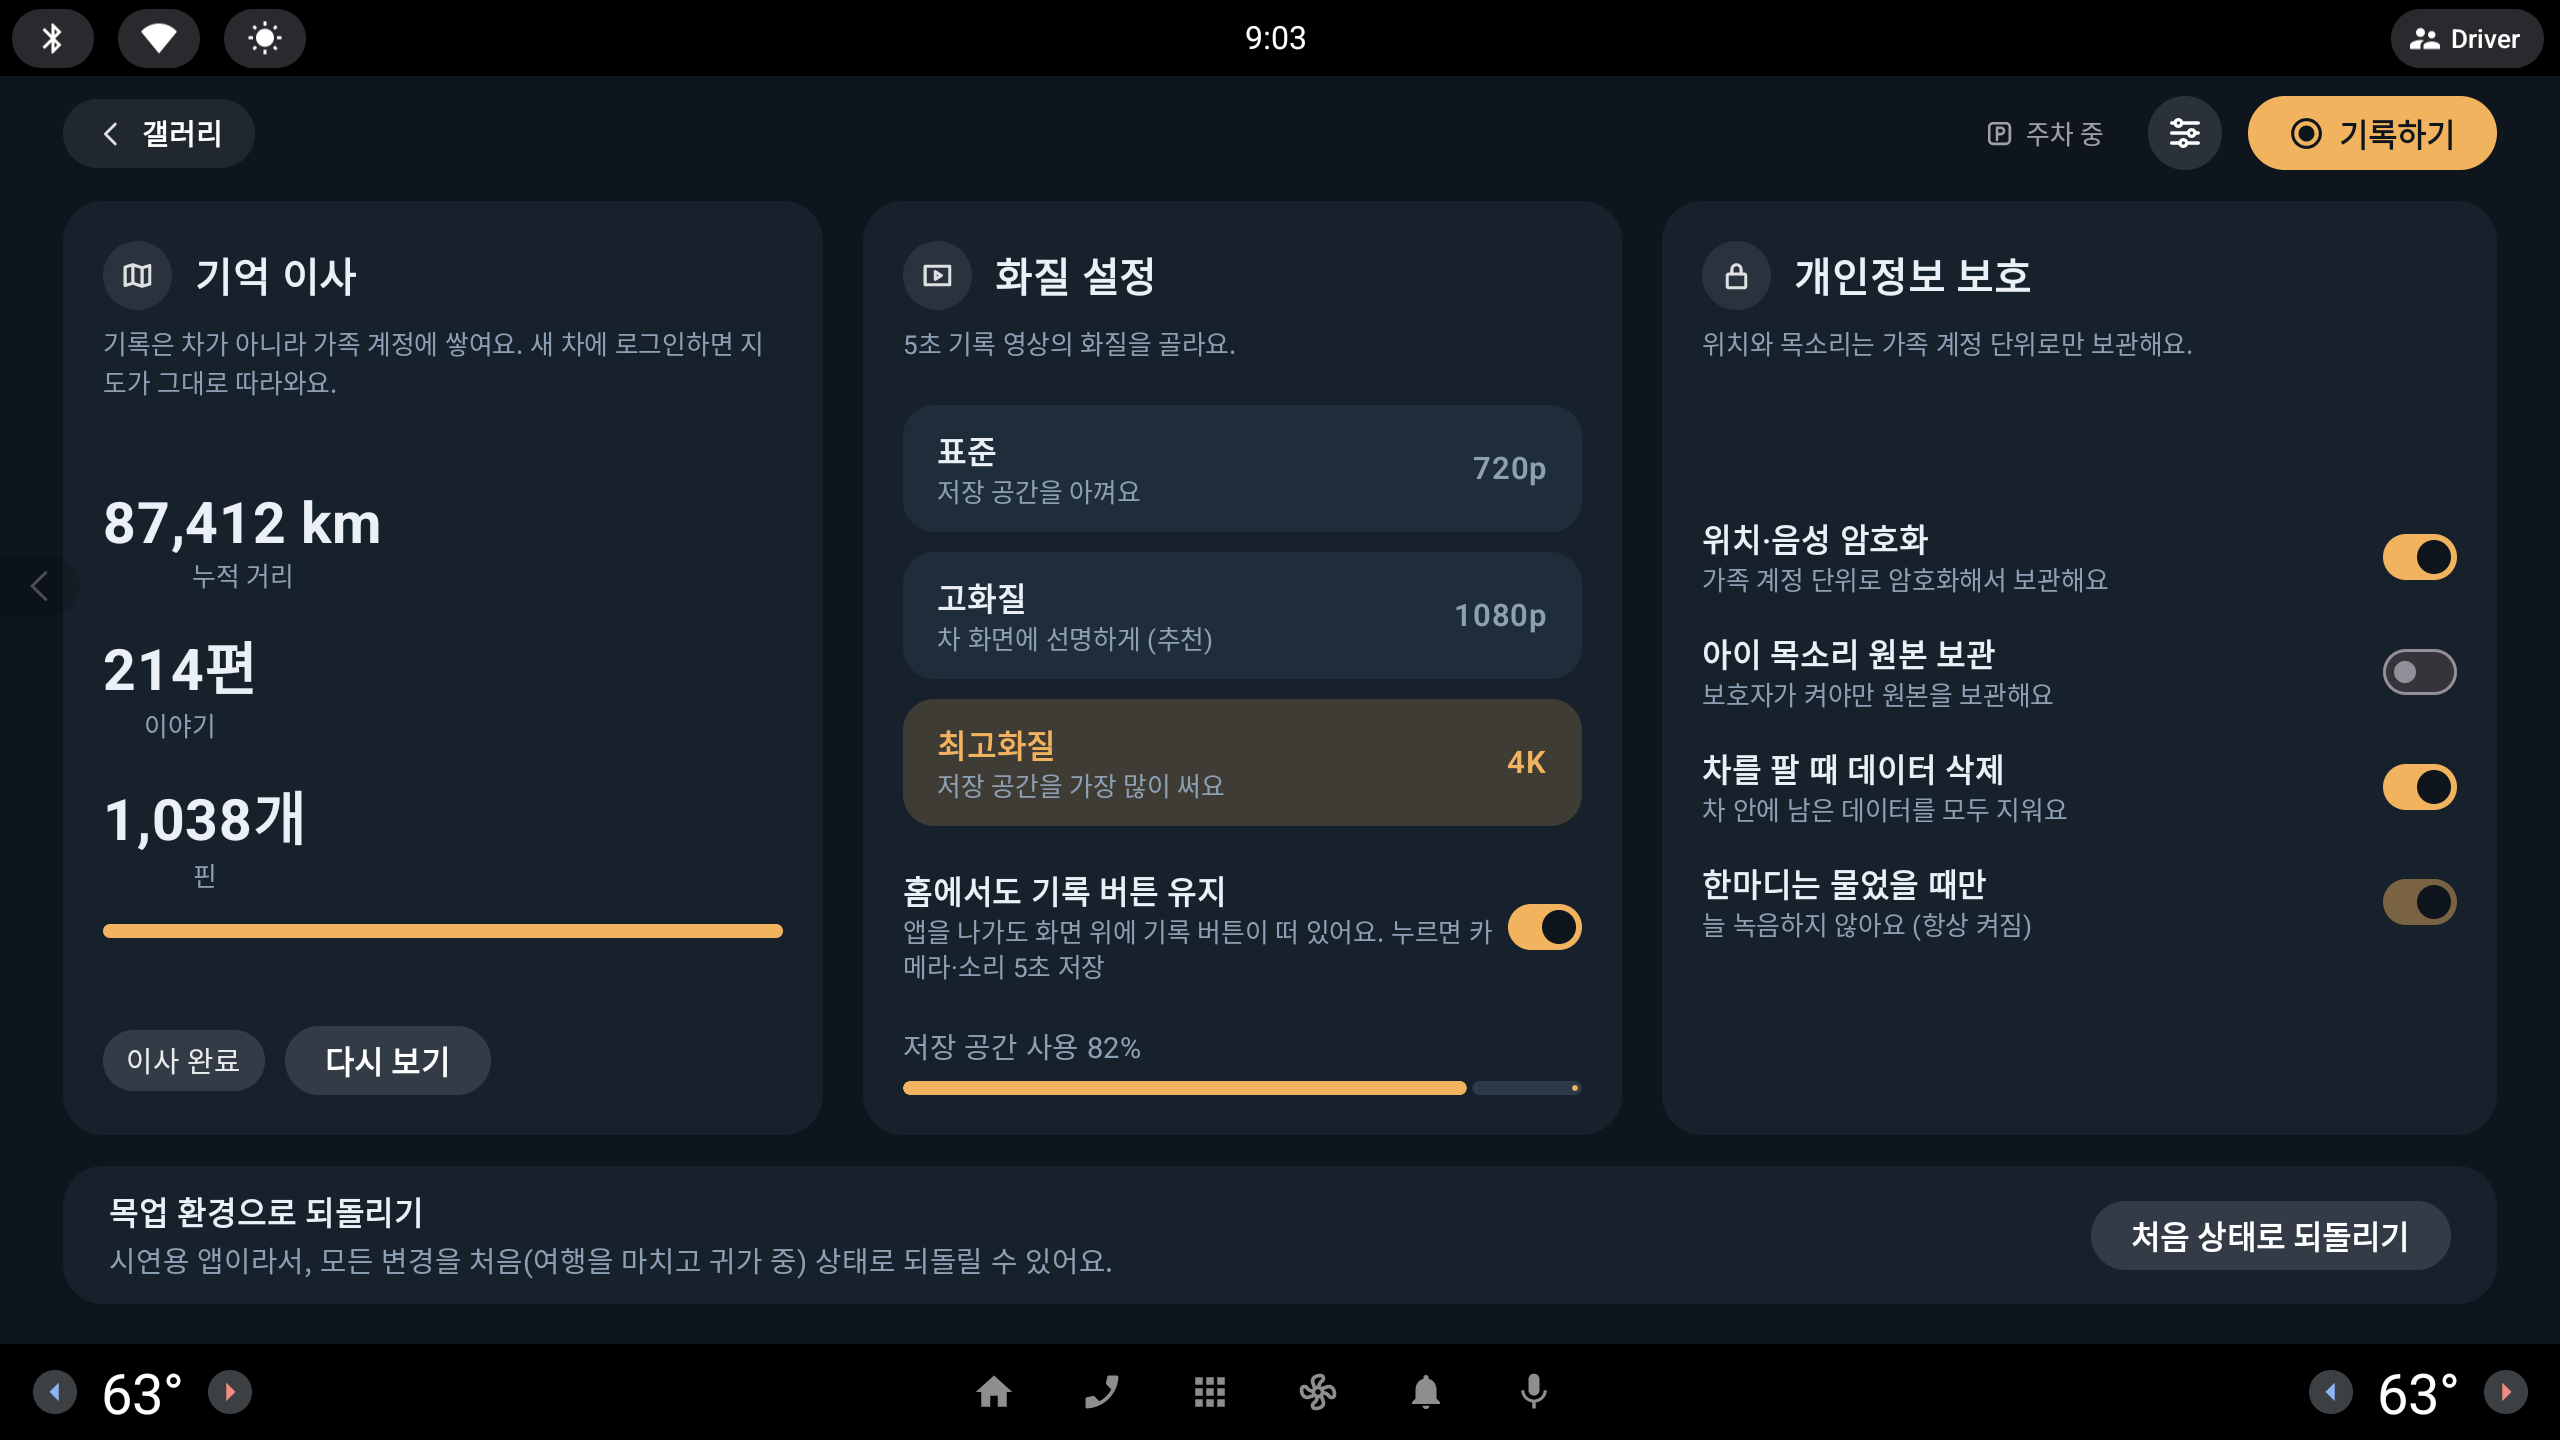 9:03
Driver
갤러리
주차 중
기록하기
기억 이사
기록은 차가 아니라 가족 계정에 쌓여요. 새 차에 로그인하면 지
도가 그대로 따라와요.
87,412 km
누적 거리
214편
이야기
1,038개
핀
이사 완료
다시 보기
화질 설정
5초 기록 영상의 화질을 골라요.
표준
저장 공간을 아껴요
720p
고화질
차 화면에 선명하게 (추천)
1080p
최고화질
저장 공간을 가장 많이 써요
4K
홈에서도 기록 버튼 유지
앱을 나가도 화면 위에 기록 버튼이 떠 있어요. 누르면 카
메라·소리 5초 저장
저장 공간 사용 82%
개인정보 보호
위치와 목소리는 가족 계정 단위로만 보관해요.
위치·음성 암호화
가족 계정 단위로 암호화해서 보관해요
아이 목소리 원본 보관
보호자가 켜야만 원본을 보관해요
차를 팔 때 데이터 삭제
차 안에 남은 데이터를 모두 지워요
한마디는 물었을 때만
늘 녹음하지 않아요 (항상 켜짐)
목업 환경으로 되돌리기
시연용 앱이라서, 모든 변경을 처음(여행을 마치고 귀가 중) 상태로 되돌릴 수 있어요.
처음 상태로 되돌리기
63°
63°